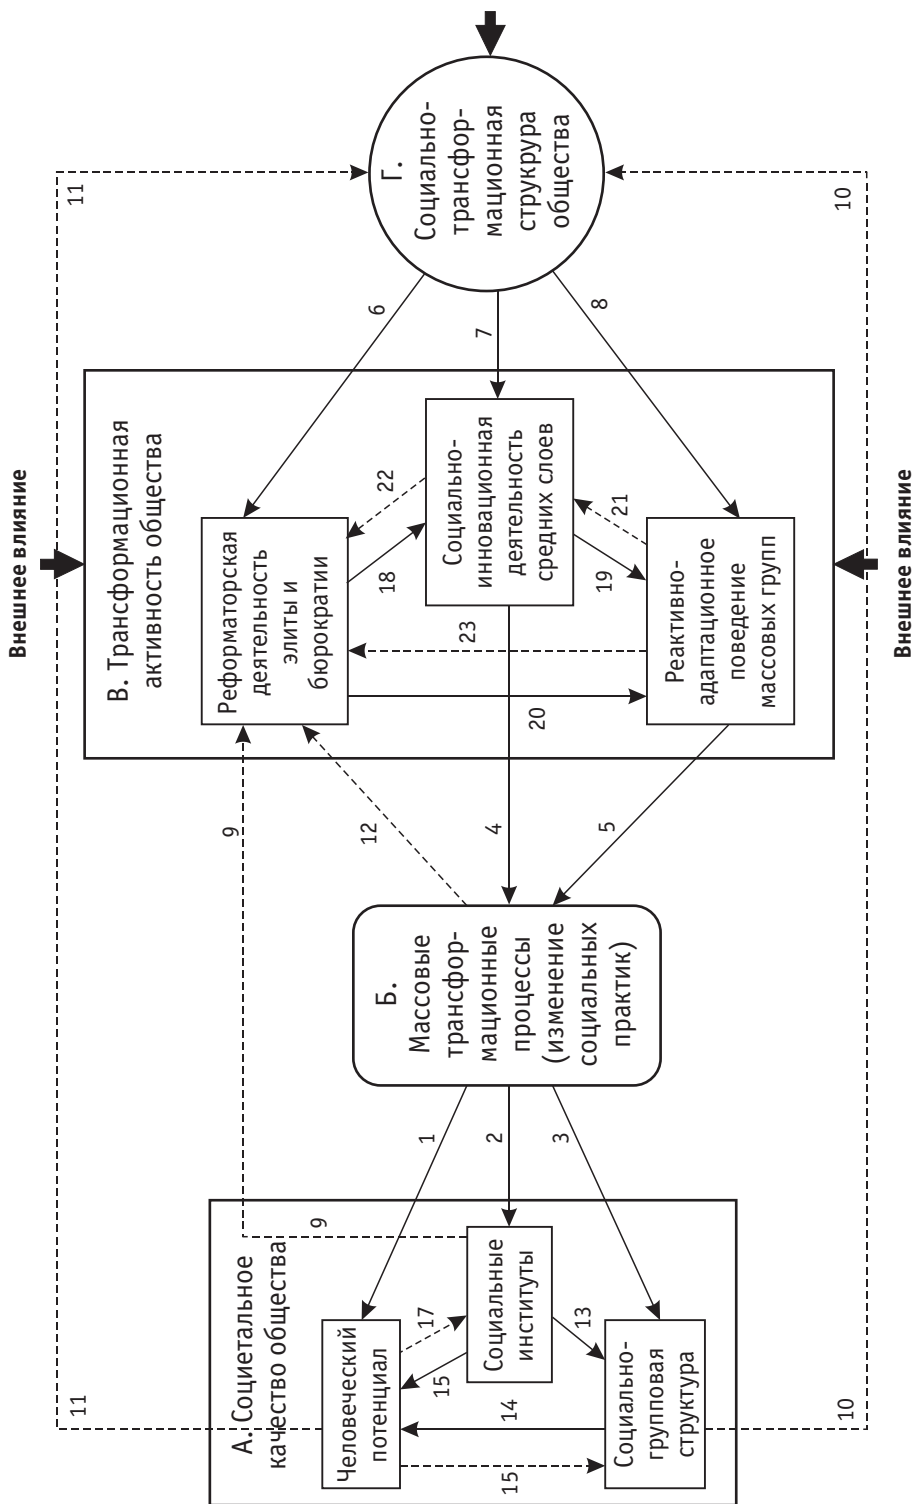 Внешнее влияние
11
11
А. Социетальное
качество общества
Человеческий
потенциал
15
17
Социальные
институты
9
13
14
15
Социально-
групповая
структура
10
1
2
3
Б.
Массовые
трансфор-
мационные
процессы
(изменение
социальных
практик)
9
12
4
5
В. Трансформационная
активность общества
Реформаторская
деятельность
элиты и
бюрократии
18
22
Социально-
инновационная
деятельность
средних слоев
23
20
19
21
Реактивно-
адаптационное
поведение
массовых групп
6
7
8
Г.
Социально-
трансфор-
мационная
струкрура
общества
10
Внешнее влияние